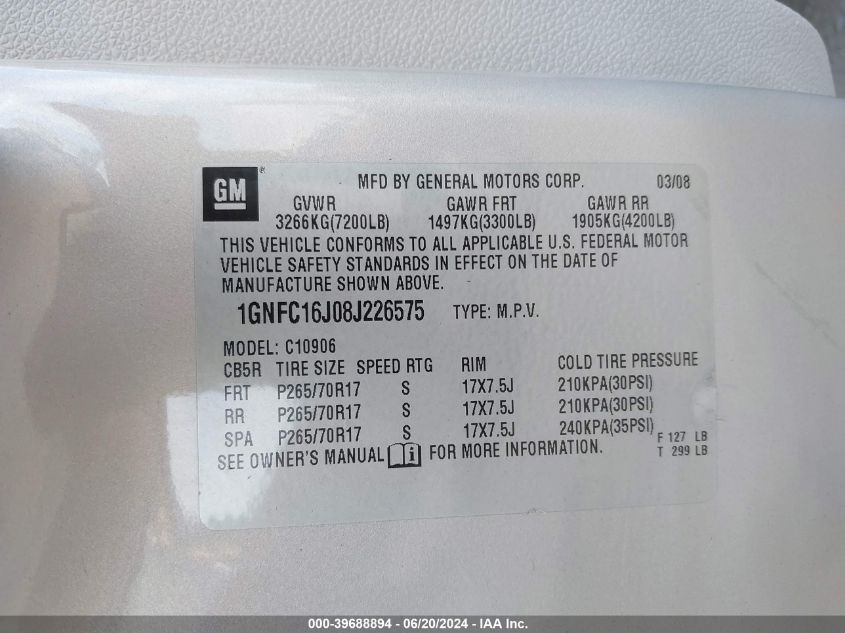 GM® MFD BY GENERAL MOTORS CORP. 03/08
GVWR GAWR FRT GAWR RR
3266KG(7200LB) 1497KG(3300LB) 1905KG(4200LB)
THIS VEHICLE CONFORMS TO ALL APPLICABLE U.S. FEDERAL MOTOR
VEHICLE SAFETY STANDARDS IN EFFECT ON THE DATE OF
MANUFACTURE SHOWN ABOVE.
1GNFC16J08J226575 TYPE: M.P.V.
MODEL: C10906
CB5R TIRE SIZE SPEED RTG RIM COLD TIRE PRESSURE
FRT P265/70R17 S 17X7.5J 210KPA(30PSI)
RR P265/70R17 S 17X7.5J 210KPA(30PSI)
SPA P265/70R17 S 17X7.5J 240KPA(35PSI) F 127 LB
SEE OWNER'S MANUAL i FOR MORE INFORMATION. T 299 LB
000-39688894 - 06/20/2024 - IAA Inc.